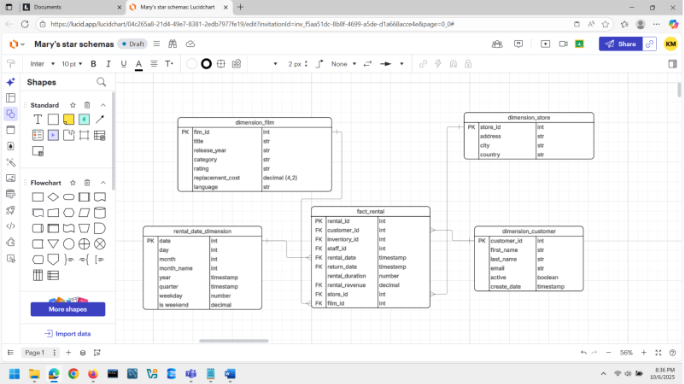 Documents
Mary's star schemas: Lucidchart
https://lucid.app/lucidchart/04c265a8-21d4-49e7-8381-2edb7977fe19/edit?invitationId=inv_f5aa51dc-8b8f-4699-a5de-d1a668acce4e&page=0_0#
Mary's star schemas
Draft
Share
KM
Inter
10 pt
B I U A
T
2 px
None
Shapes
Standard
T
Flowchart
More shapes
Import data
dimension_film
PK film_id int
title str
release_year str
category str
rating str
replacement_cost decimal (4,2)
language str
dimension_store
PK store_id int
address str
city str
country str
rental_date_dimension
PK date int
day int
month int
month_name int
year timestamp
quarter timestamp
weekday number
is weekend decimal
fact_rental
PK rental_id int
FK customer_id int
FK inventory_id int
FK staff_id int
FK rental_date timestamp
FK return_date timestamp
rental_duration number
FK rental_revenue decimal
FK store_id int
FK film_id int
dimension_customer
PK customer_id int
first_name str
last_name str
email str
active boolean
create_date timestamp
Page 1
56%
8:36 PM
10/6/2025